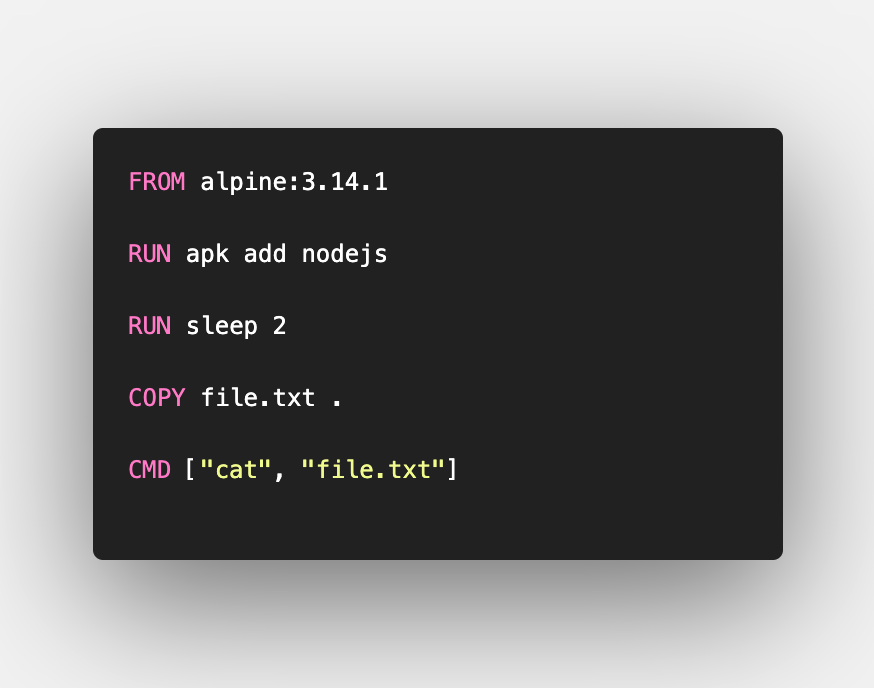 FROM alpine:3.14.1
RUN apk add nodejs
RUN sleep 2
COPY file.txt .
CMD ["cat", "file.txt"]